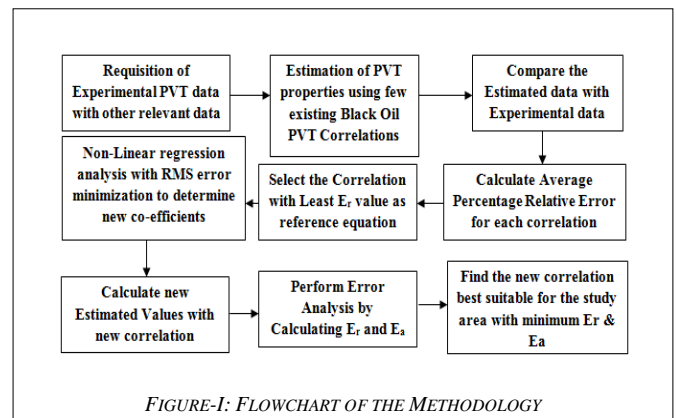 Requisition of
Experimental PVT data
with other relevant data
Estimation of PVT
properties using few
existing Black Oil
PVT Correlations
Compare the
Estimated data with
Experimental data
Calculate Average
Percentage Relative Error
for each correlation
Select the Correlation
with Least Er value as
reference equation
Non-Linear regression
analysis with RMS error
minimization to determine
new co-efficients
Calculate new
Estimated Values with
new correlation
Perform Error
Analysis by
Calculating Er and Ea
Find the new correlation
best suitable for the study
area with minimum Er &
Ea
FIGURE-I: FLOWCHART OF THE METHODOLOGY